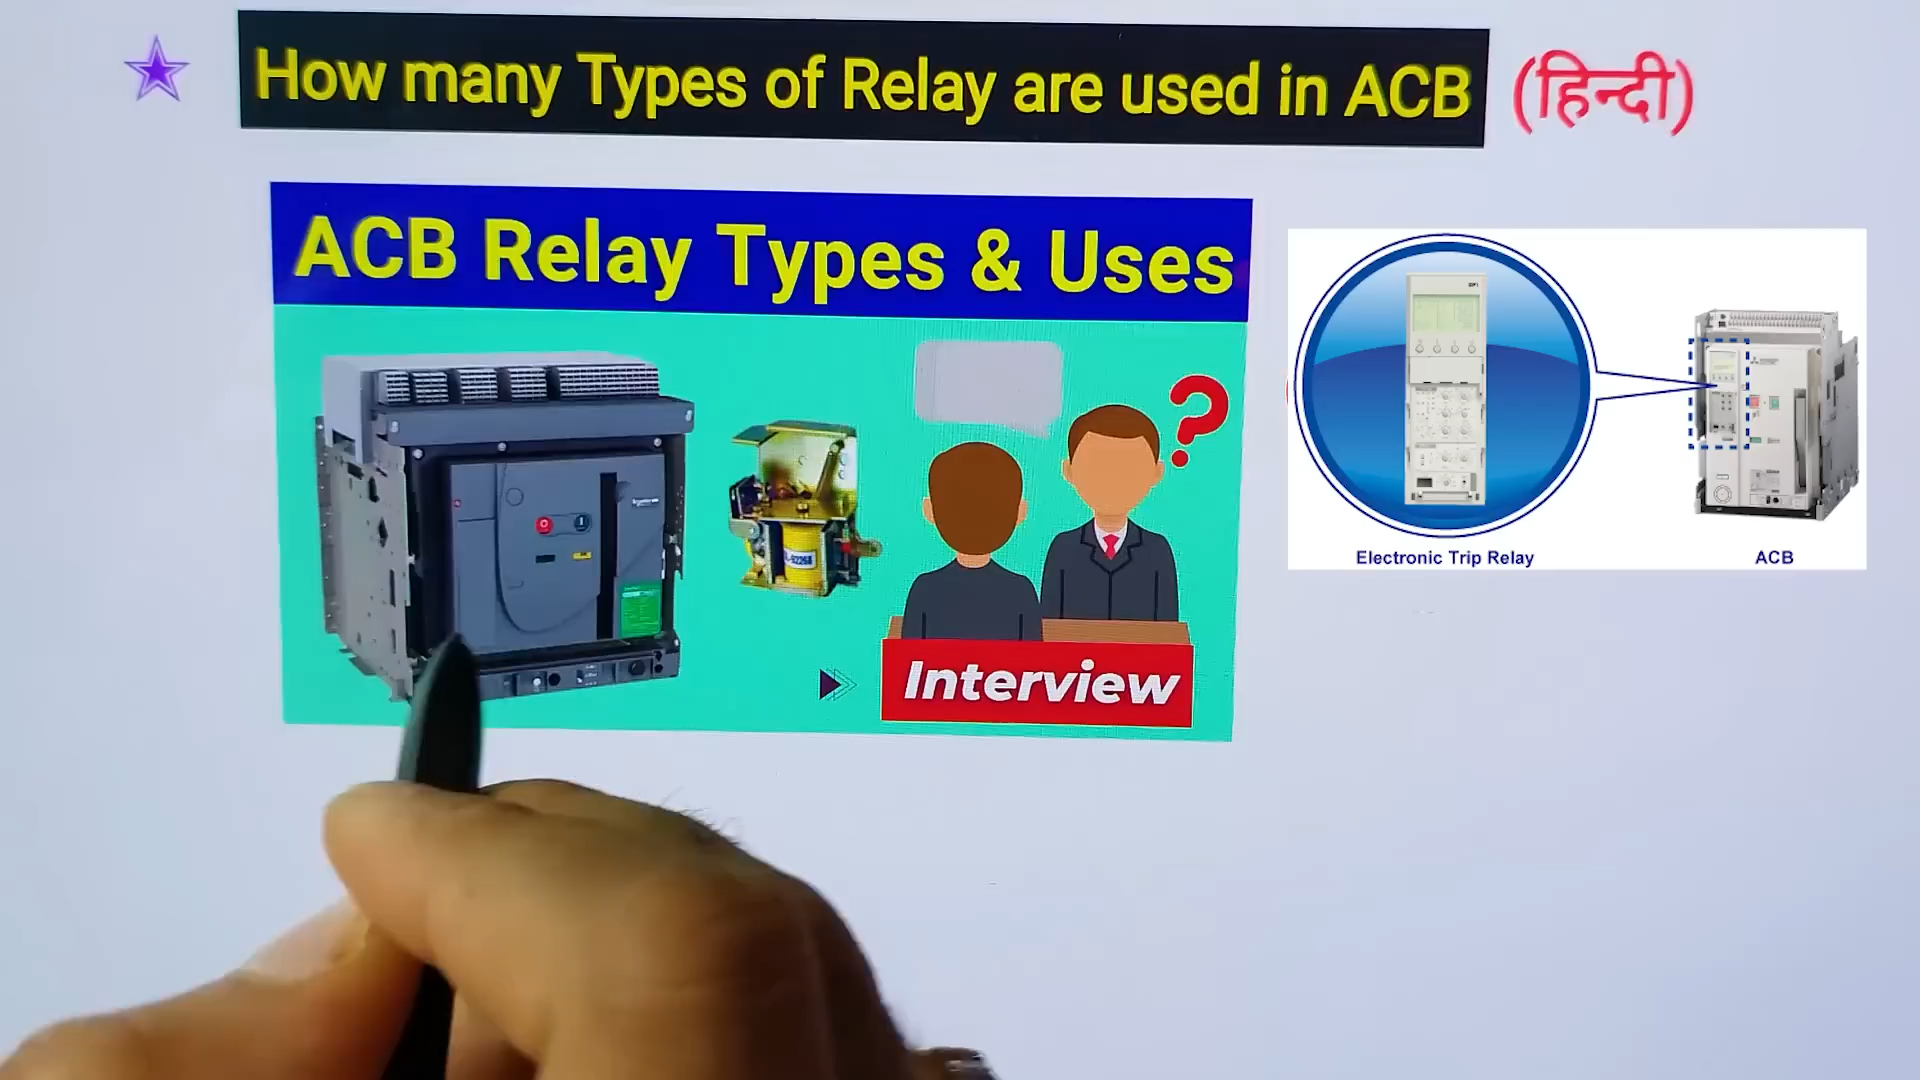 How many Types of Relay are used in ACB (हिन्दी)
ACB Relay Types & Uses
Interview
Electronic Trip Relay
ACB